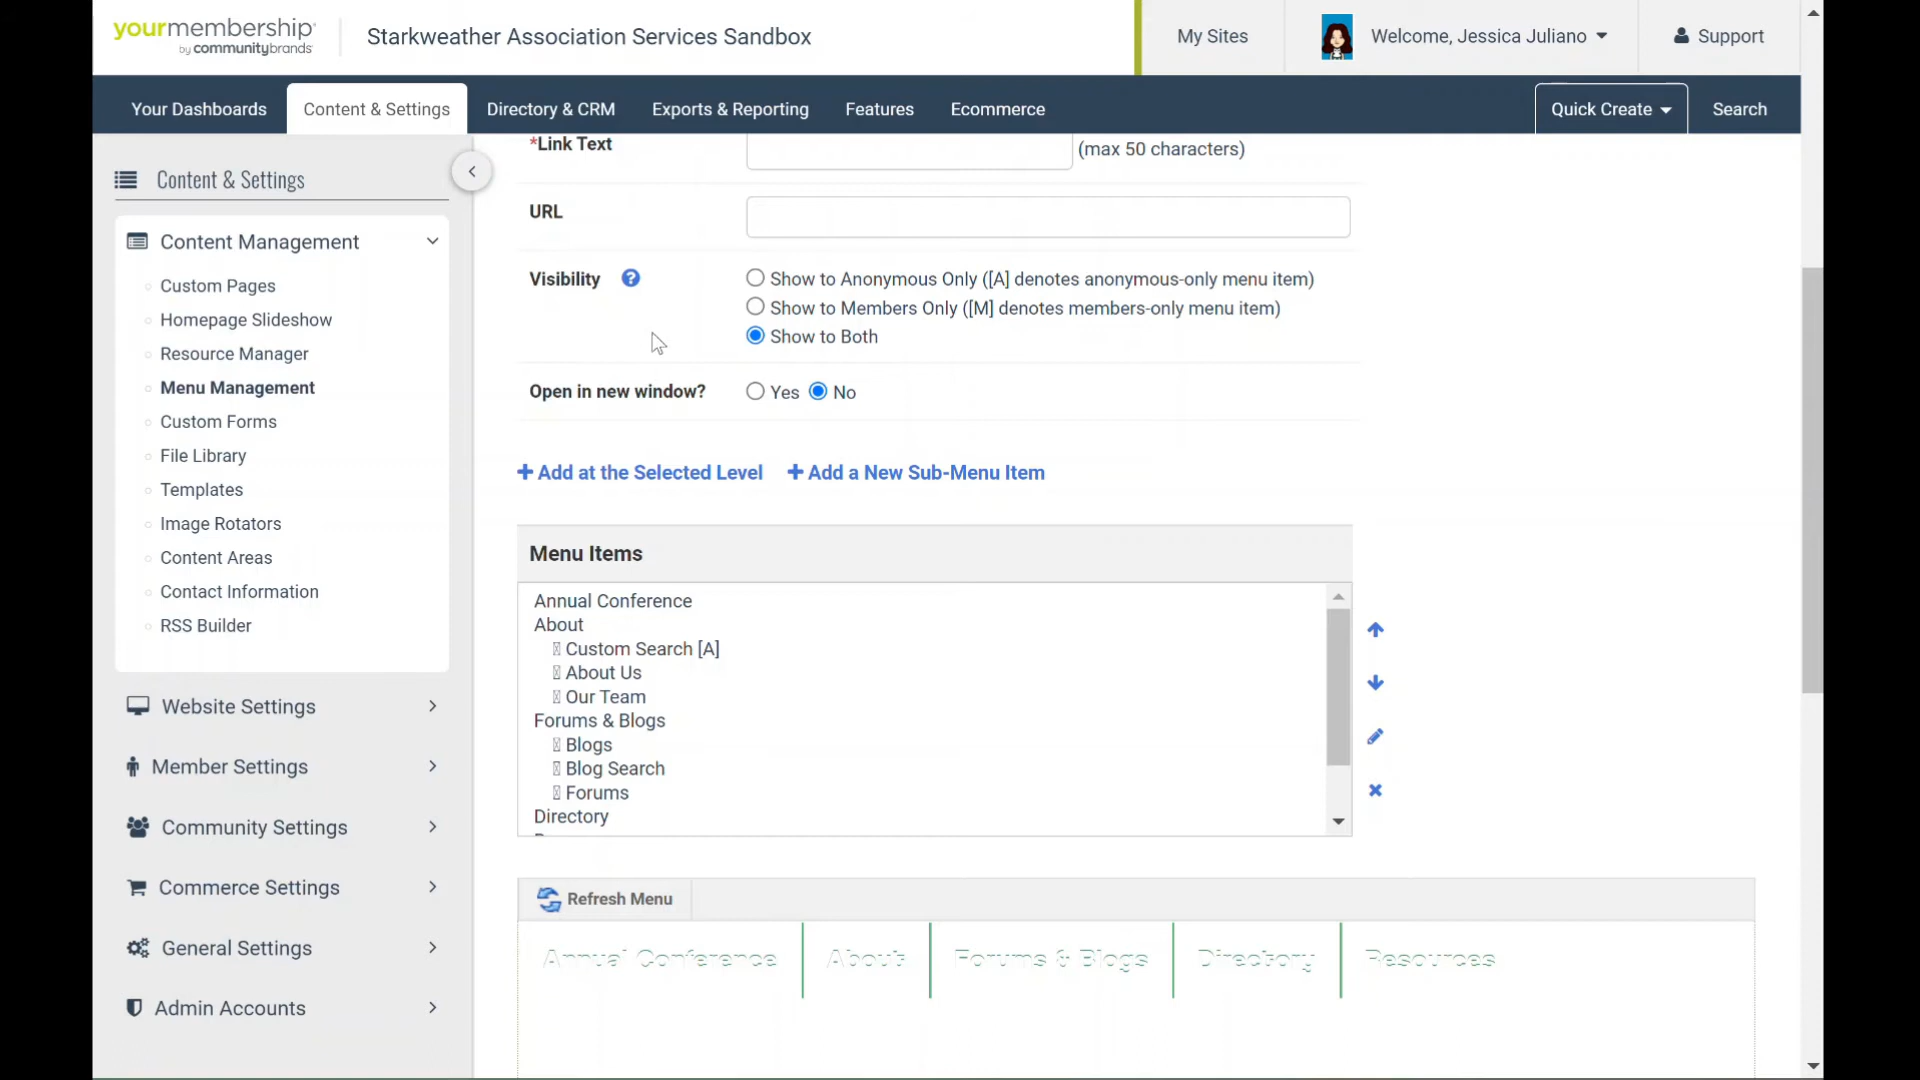 yourmembership
by communitybrands
Starkweather Association Services Sandbox
My Sites
Welcome, Jessica Juliano
Support
Your Dashboards
Content & Settings
Directory & CRM
Exports & Reporting
Features
Ecommerce
Quick Create
Search
Content & Settings
Content Management
Custom Pages
Homepage Slideshow
Resource Manager
Menu Management
Custom Forms
File Library
Templates
Image Rotators
Content Areas
Contact Information
RSS Builder
Website Settings
Member Settings
Community Settings
Commerce Settings
General Settings
Admin Accounts
*Link Text
(max 50 characters)
URL
Visibility
Show to Anonymous Only ([A] denotes anonymous-only menu item)
Show to Members Only ([M] denotes members-only menu item)
Show to Both
Open in new window?
Yes
No
Add at the Selected Level
Add a New Sub-Menu Item
Menu Items
Annual Conference
About
Custom Search [A]
About Us
Our Team
Forums & Blogs
Blogs
Blog Search
Forums
Directory
Refresh Menu
Annual Conference
About
Forums & Blogs
Directory
Resources